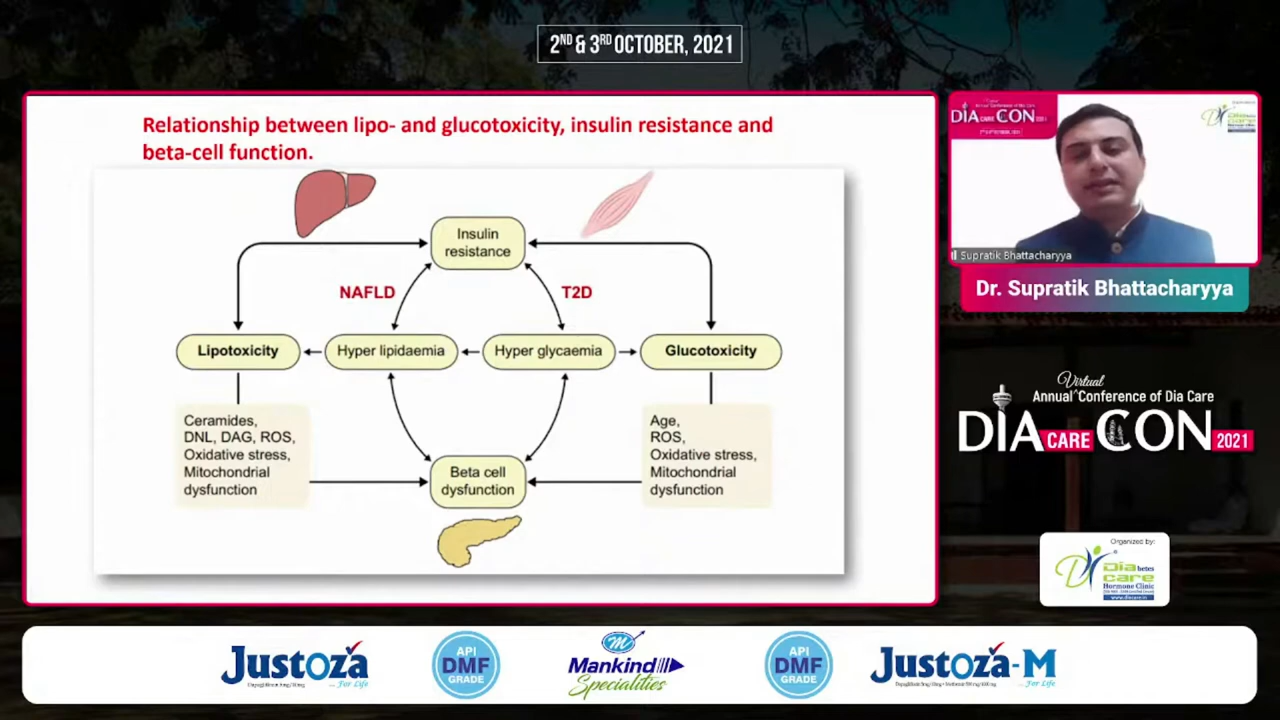 2ND & 3RD OCTOBER, 2021
Relationship between lipo- and glucotoxicity, insulin resistance and
beta-cell function.
Insulin
resistance
NAFLD
T2D
Lipotoxicity
Hyper lipidaemia
Hyper glycaemia
Glucotoxicity
Ceramides,
DNL, DAG, ROS,
Oxidative stress,
Mitochondrial
dysfunction
Age,
ROS,
Oxidative stress,
Mitochondrial
dysfunction
Beta cell
dysfunction
DIA CARE CON 2021
Supratik Bhattacharyya
Dr. Supratik Bhattacharyya
Virtual
Annual^Conference of Dia Care
DIA CARE CON 2021
Organized by:
Diabetes
care
Hormone Clinic
JUSTOZA
...For Life
API
DMF
GRADE
Mankind
Specialities
API
DMF
GRADE
JUSTOZA-M
...For Life